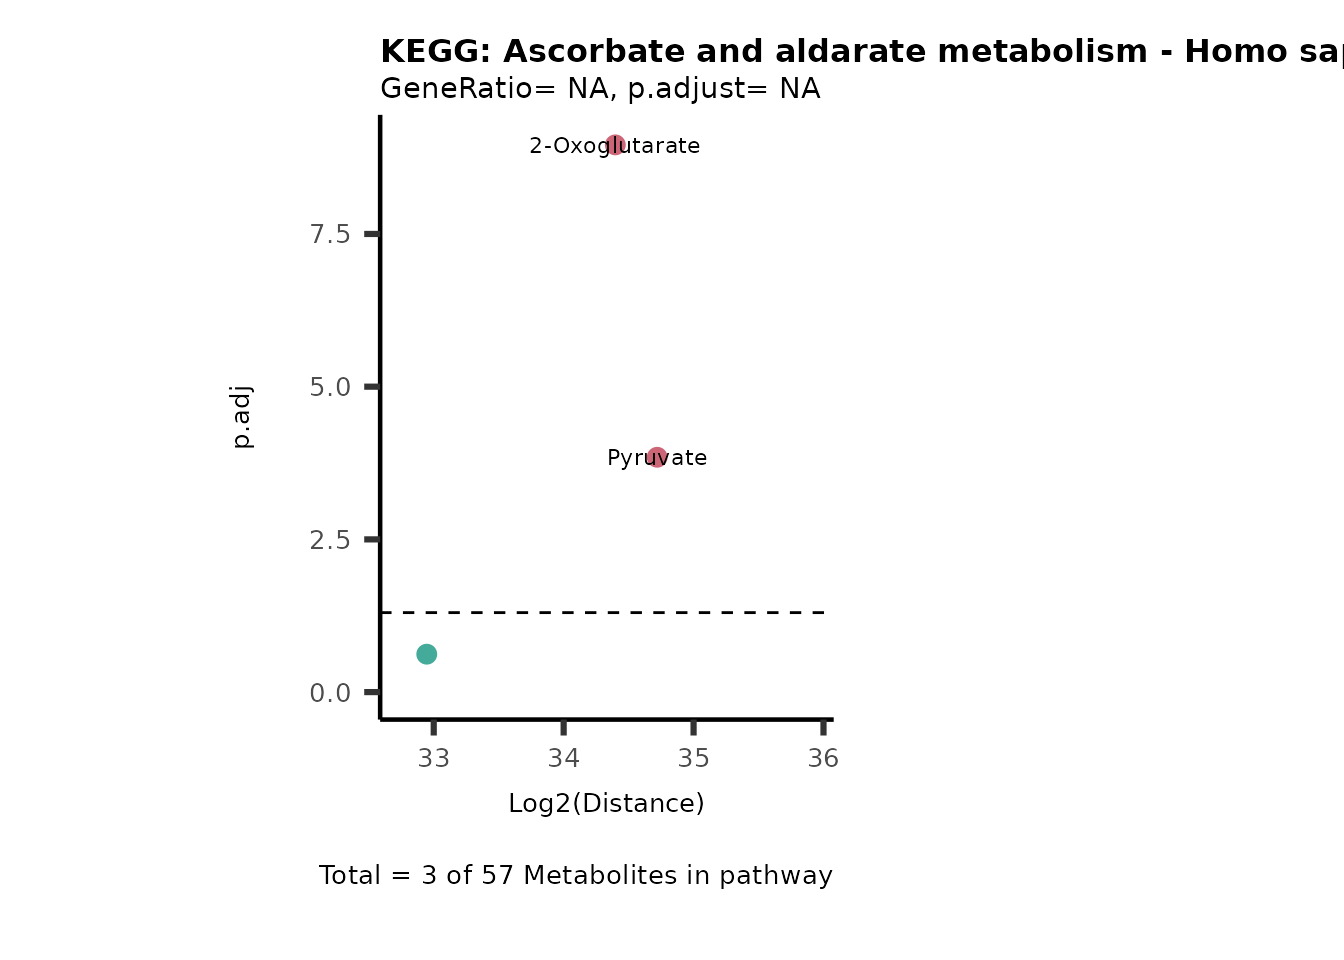 KEGG: Ascorbate and aldarate metabolism - Homo
GeneRatio= NA, p.adjust= NA
2-Oxoglutarate
7.5
5.0
p.adj
Pyruvate
2.5
0.0
33 34 35 36
Log2(Distance)
Total = 3 of 57 Metabolites in pathway